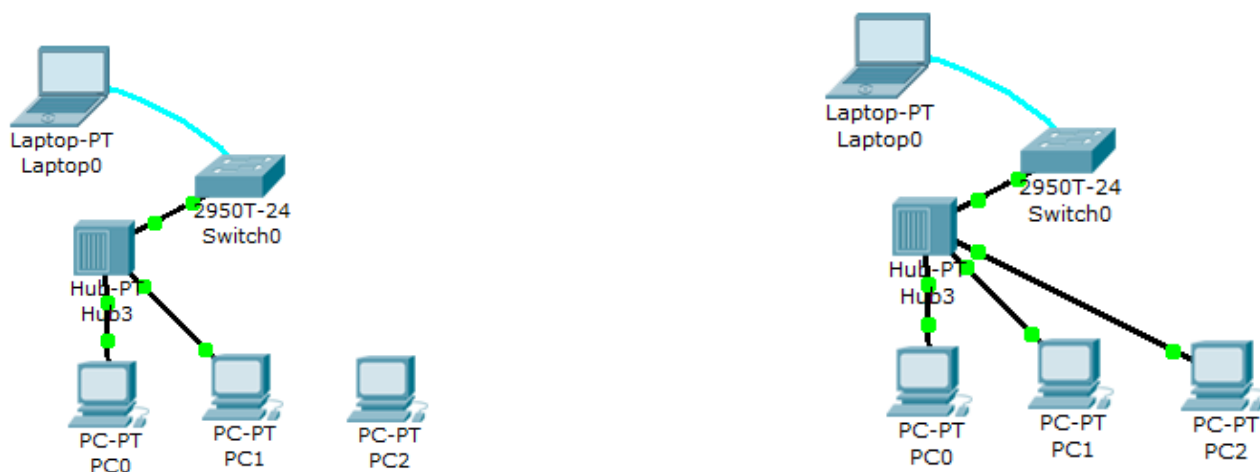 Laptop-PT
Laptop0
2950T-24
Switch0
Hub-PT
Hub3
PC-PT
PC0
PC-PT
PC1
PC-PT
PC2
Laptop-PT
Laptop0
2950T-24
Switch0
Hub-PT
Hub3
PC-PT
PC0
PC-PT
PC1
PC-PT
PC2